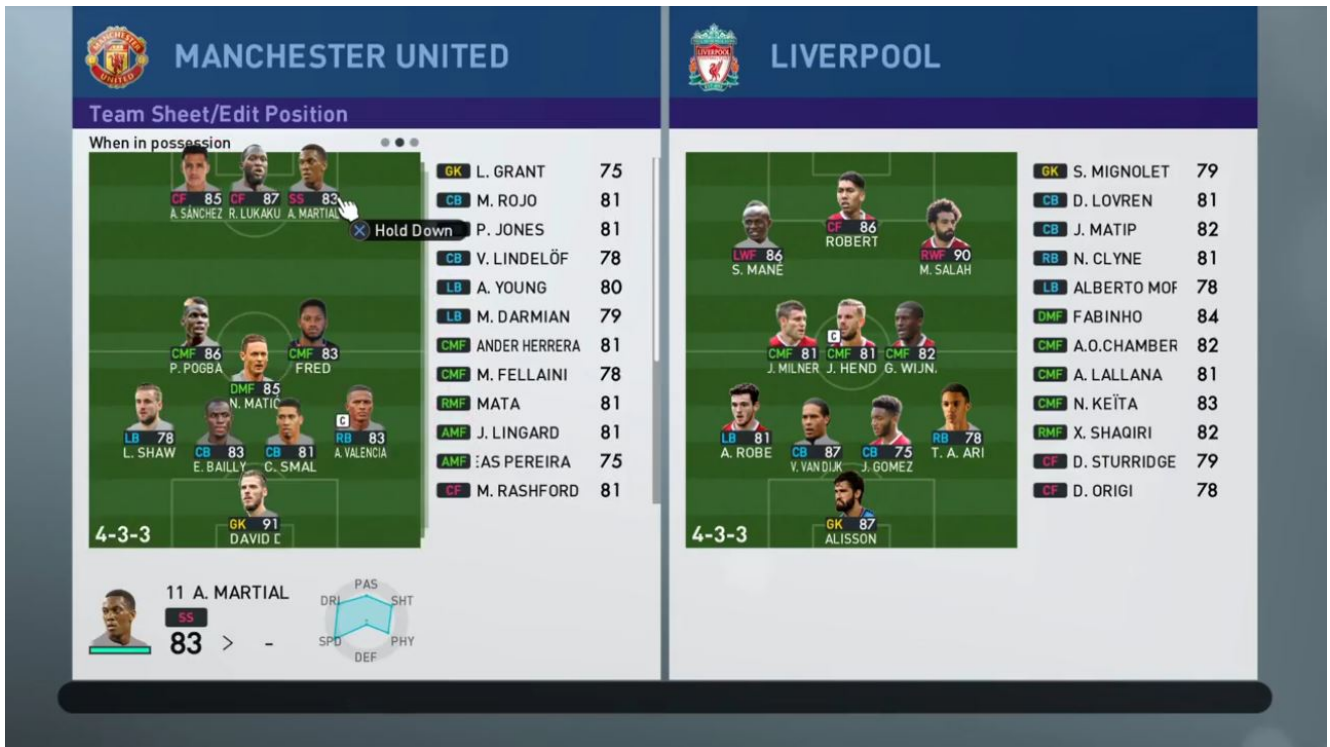 MANCHESTER UNITED
Team Sheet/Edit Position
When in possession
CF 85 CF 87 SS 83
A. SÁNCHEZ R. LUKAKU A. MARTIAL
Hold Down
CMF 86 CMF 83
P. POGBA FRED
DMF 85
N. MATIC
LB 78 CB 83 CB 81 RB 83
L. SHAW E. BAILLY C. SMAL A. VALENCIA
C
GK 91
DAVID D
4-3-3
GK L. GRANT 75
CB M. ROJO 81
P. JONES 81
CB V. LINDELÖF 78
LB A. YOUNG 80
LB M. DARMIAN 79
CMF ANDER HERRERA 81
CMF M. FELLAINI 78
RMF MATA 81
AMF J. LINGARD 81
AMF EAS PEREIRA 75
CF M. RASHFORD 81
11 A. MARTIAL
SS
83 > -
PAS
DRI SHT
SPD PHY
DEF
LIVERPOOL
CF 86
ROBERT
LWF 86 RWF 90
S. MANÉ M. SALAH
C
CMF 81 CMF 81 CMF 82
J. MILNER J. HEND G. WIJN.
LB 81 CB 87 CB 75 RB 78
A. ROBE V. VAN DIJK J. GOMEZ T. A. ARI
GK 87
ALISSON
4-3-3
GK S. MIGNOLET 79
CB D. LOVREN 81
CB J. MATIP 82
RB N. CLYNE 81
LB ALBERTO MOR 78
DMF FABINHO 84
CMF A.O.CHAMBER 82
CMF A. LALLANA 81
CMF N. KEÏTA 83
RMF X. SHAQIRI 82
CF D. STURRIDGE 79
CF D. ORIGI 78